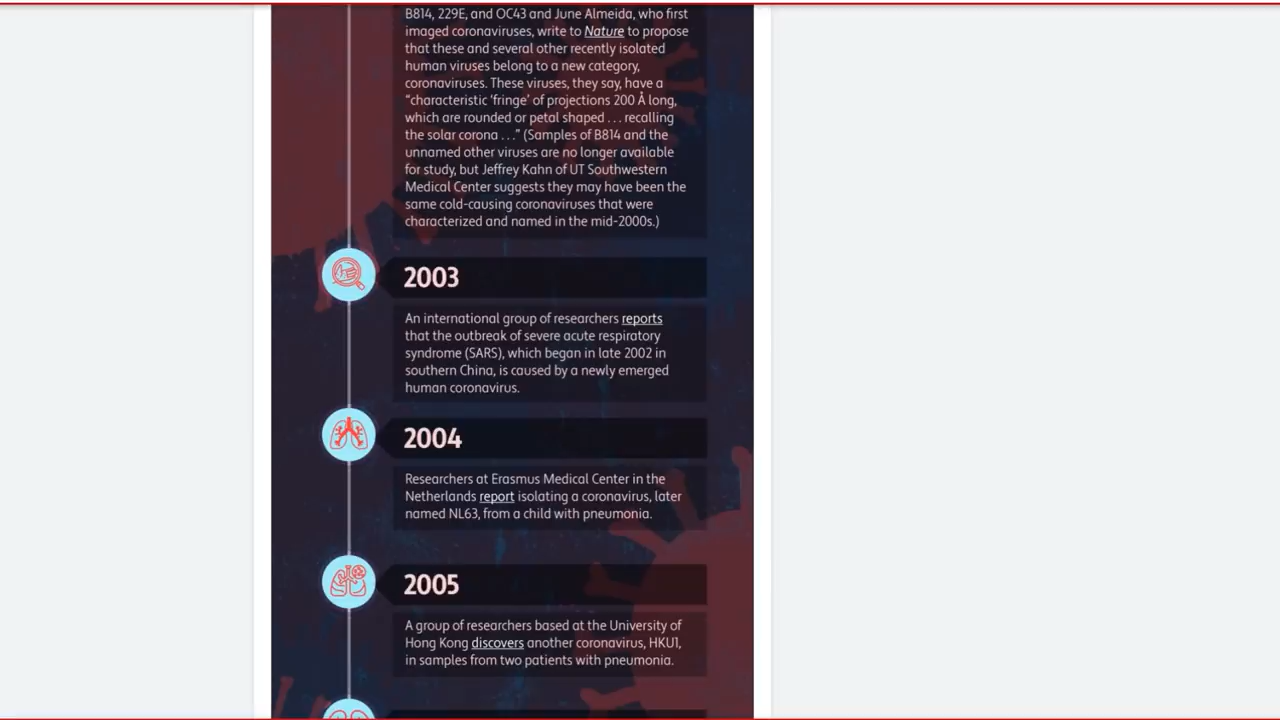 B814, 229E, and OC43 and June Almeida, who first
imaged coronaviruses, write to Nature to propose
that these and several other recently isolated
human viruses belong to a new category,
coronaviruses. These viruses, they say, have a
“characteristic ‘fringe’ of projections 200 Å long,
which are rounded or petal shaped . . . recalling
the solar corona . . .” (Samples of B814 and the
unnamed other viruses are no longer available
for study, but Jeffrey Kahn of UT Southwestern
Medical Center suggests they may have been the
same cold-causing coronaviruses that were
characterized and named in the mid-2000s.)
2003
An international group of researchers reports
that the outbreak of severe acute respiratory
syndrome (SARS), which began in late 2002 in
southern China, is caused by a newly emerged
human coronavirus.
2004
Researchers at Erasmus Medical Center in the
Netherlands report isolating a coronavirus, later
named NL63, from a child with pneumonia.
2005
A group of researchers based at the University of
Hong Kong discovers another coronavirus, HKU1,
in samples from two patients with pneumonia.